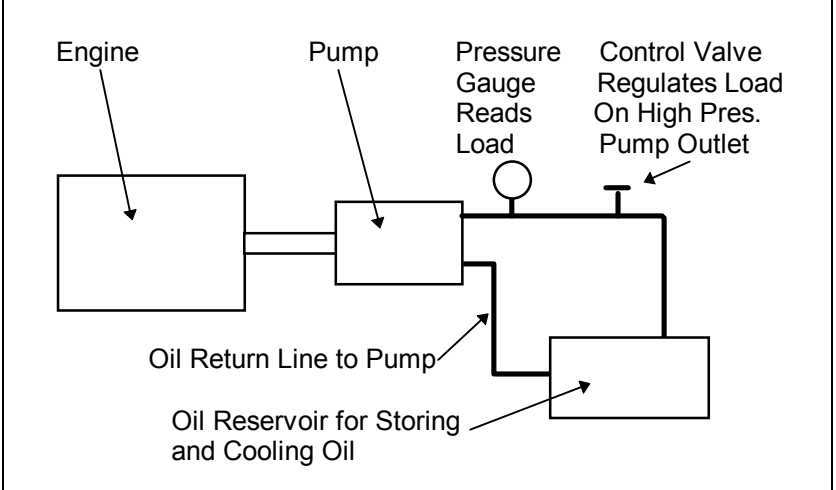 Engine
Pump
Pressure
Gauge
Reads
Load
Control Valve
Regulates Load
On High Pres.
Pump Outlet
Oil Return Line to Pump
Oil Reservoir for Storing
and Cooling Oil